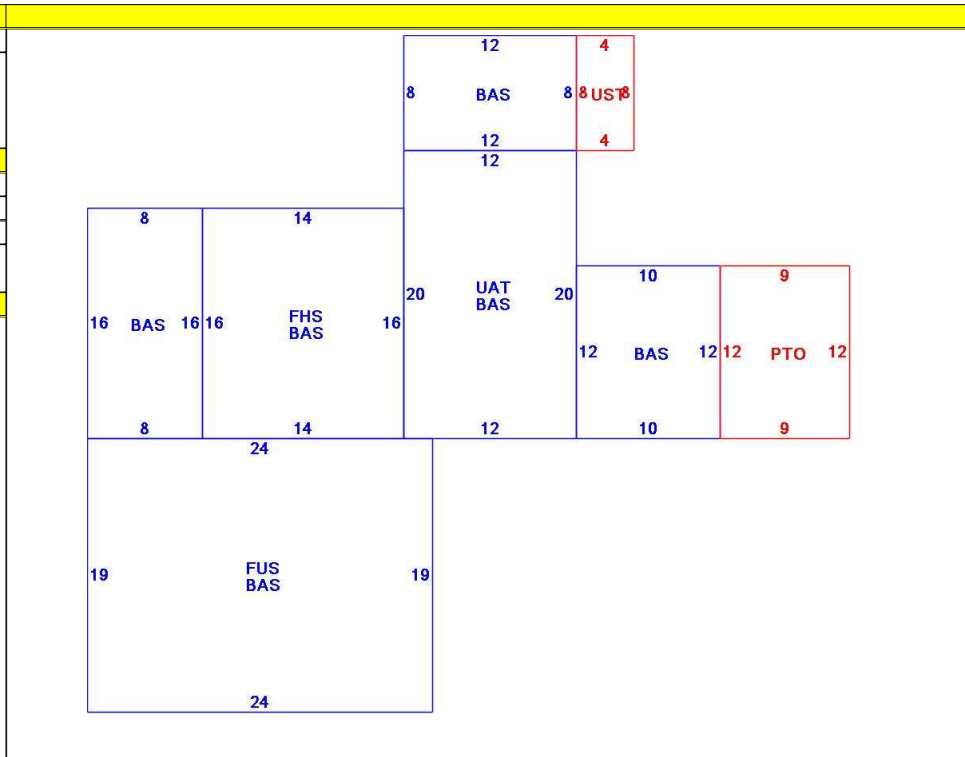 12 4
8 BAS 8 8 UST 8
12 4
12
8 14
20 UAT 20
BAS
10 9
16 BAS 16 16 FHS 16
BAS
12 BAS 12 12 PTO 12
8 14 12 10 9
24
19 FUS 19
BAS
24